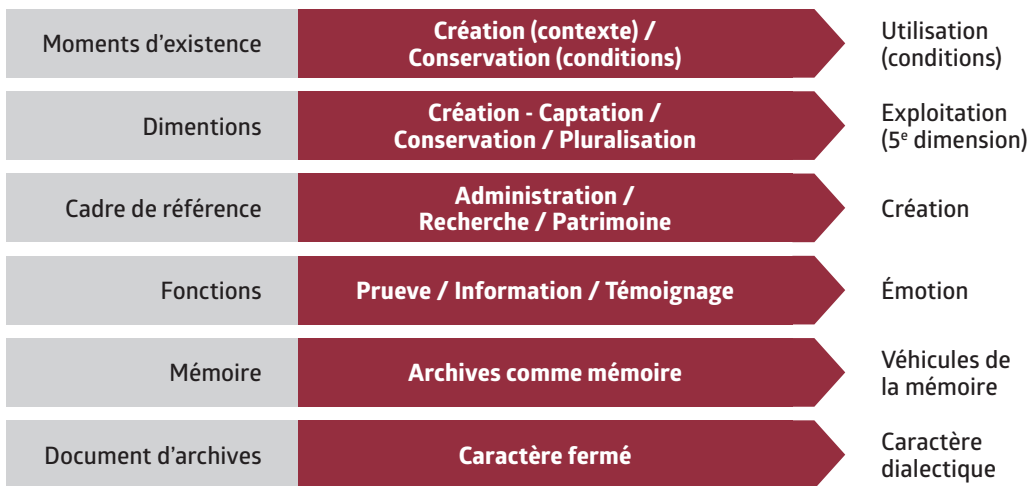 Moments d'existence
Création (contexte) /
Conservation (conditions)
Utilisation
(conditions)
Dimentions
Création - Captation /
Conservation / Pluralisation
Exploitation
(5e dimension)
Cadre de référence
Administration /
Recherche / Patrimoine
Création
Fonctions
Prueve / Information / Témoignage
Émotion
Mémoire
Archives comme mémoire
Véhicules de
la mémoire
Document d'archives
Caractère fermé
Caractère
dialectique